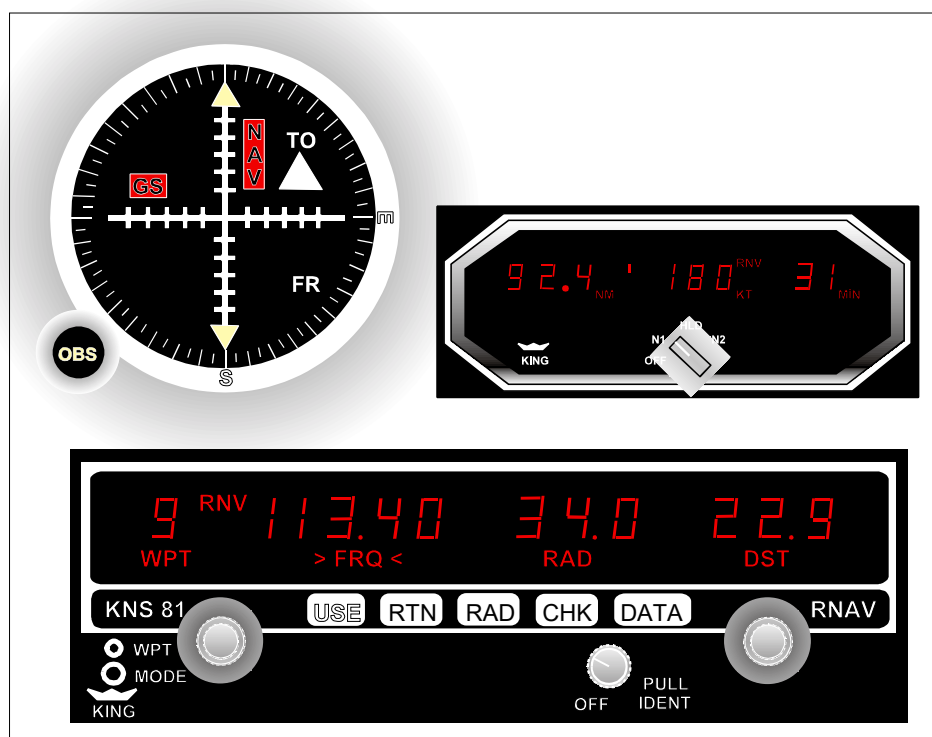 NAV
TO
GS
E
FR
OBS
S
92.4 NM 180 RNV KT 31 MIN
HLD
N1 N2
OFF
KING
9 RNV 113.40 34.0 22.9
WPT > FRQ < RAD DST
KNS 81 USE RTN RAD CHK DATA RNAV
WPT
MODE
KING
OFF
PULL
IDENT